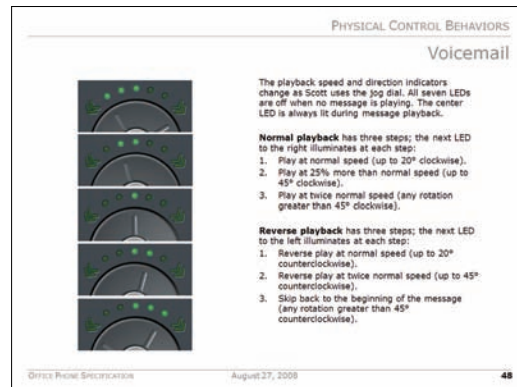 PHYSICAL CONTROL BEHAVIORS
Voicemail
The playback speed and direction indicators
change as Scott uses the jog dial. All seven LEDs
are off when no message is playing. The center
LED is always lit during message playback.
Normal playback has three steps; the next LED
to the right illuminates at each step:
1. Play at normal speed (up to 20° clockwise).
2. Play at 25% more than normal speed (up to
45° clockwise).
3. Play at twice normal speed (any rotation
greater than 45° clockwise).
Reverse playback has three steps; the next LED
to the left illuminates at each step:
1. Reverse play at normal speed (up to 20°
counterclockwise).
2. Reverse play at twice normal speed (up to 45°
counterclockwise).
3. Skip back to the beginning of the message
(any rotation greater than 45°
counterclockwise).
OFFICE PHONE SPECIFICATION August 27, 2008 48